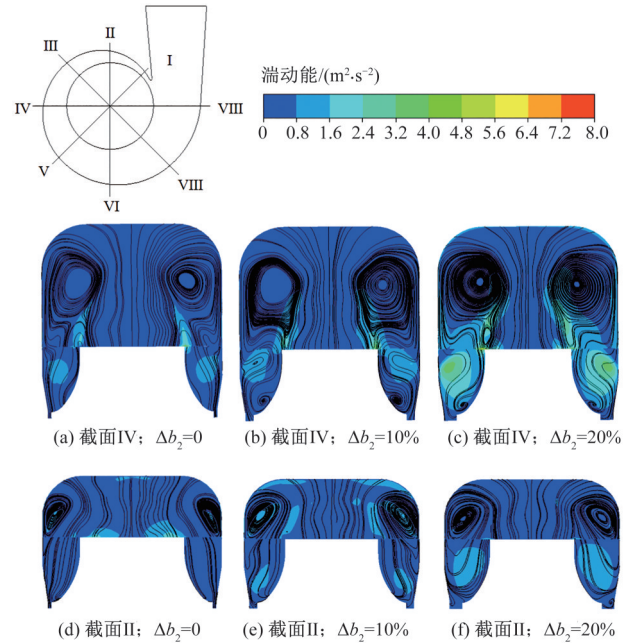 II
III
I
IV
VIII
V
VIII
VI
湍动能/(m²·s⁻²)
0 0.8 1.6 2.4 3.2 4.0 4.8 5.6 6.4 7.2 8.0
(a) 截面IV；Δb₂=0
(b) 截面IV；Δb₂=10%
(c) 截面IV；Δb₂=20%
(d) 截面II；Δb₂=0
(e) 截面II；Δb₂=10%
(f) 截面II；Δb₂=20%